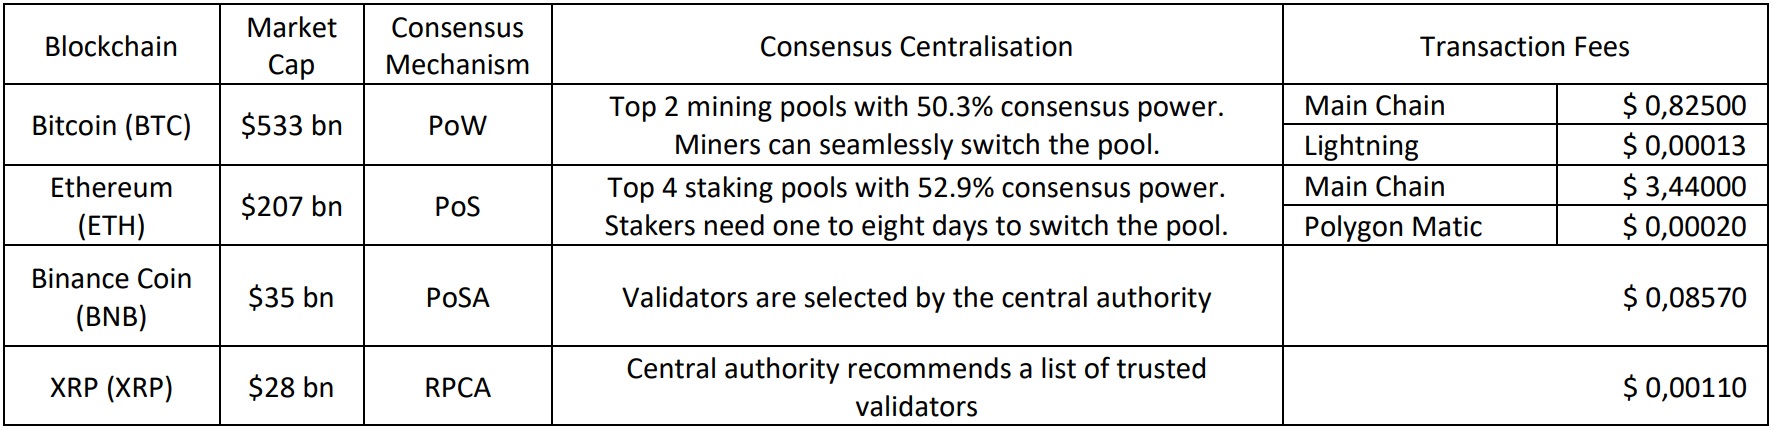 Blockchain
Market
Cap
Consensus
Mechanism
Consensus Centralisation
Transaction Fees
Bitcoin (BTC)
$533 bn
PoW
Top 2 mining pools with 50.3% consensus power.
Miners can seamlessly switch the pool.
Main Chain
$ 0,82500
Lightning
$ 0,00013
Ethereum
(ETH)
$207 bn
PoS
Top 4 staking pools with 52.9% consensus power.
Stakers need one to eight days to switch the pool.
Main Chain
$ 3,44000
Polygon Matic
$ 0,00020
Binance Coin
(BNB)
$35 bn
PoSA
Validators are selected by the central authority
$ 0,08570
XRP (XRP)
$28 bn
RPCA
Central authority recommends a list of trusted
validators
$ 0,00110